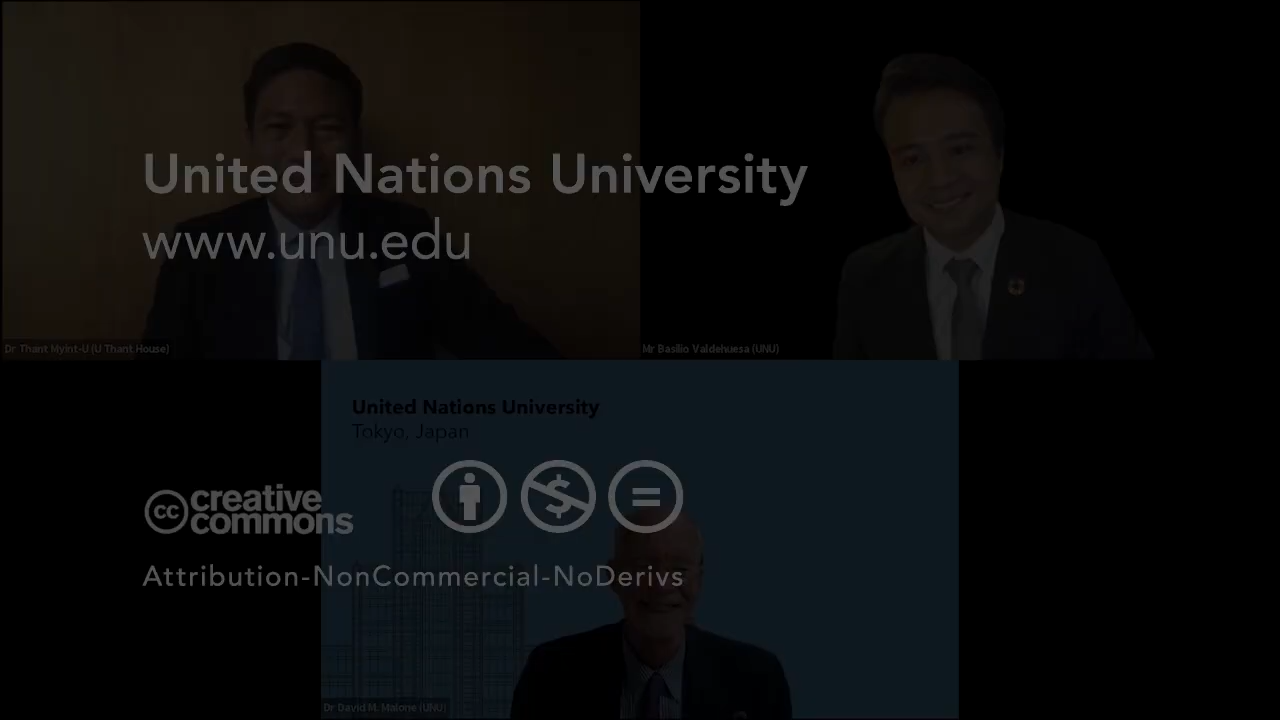 United Nations University
www.unu.edu
Dr Thant Myint-U (U Thant House)
Mr Basilio Valdehuesa (UNU)
United Nations University
Tokyo, Japan
cc creative commons
Attribution-NonCommercial-NoDerivs
Dr David M. Malone (UNU)